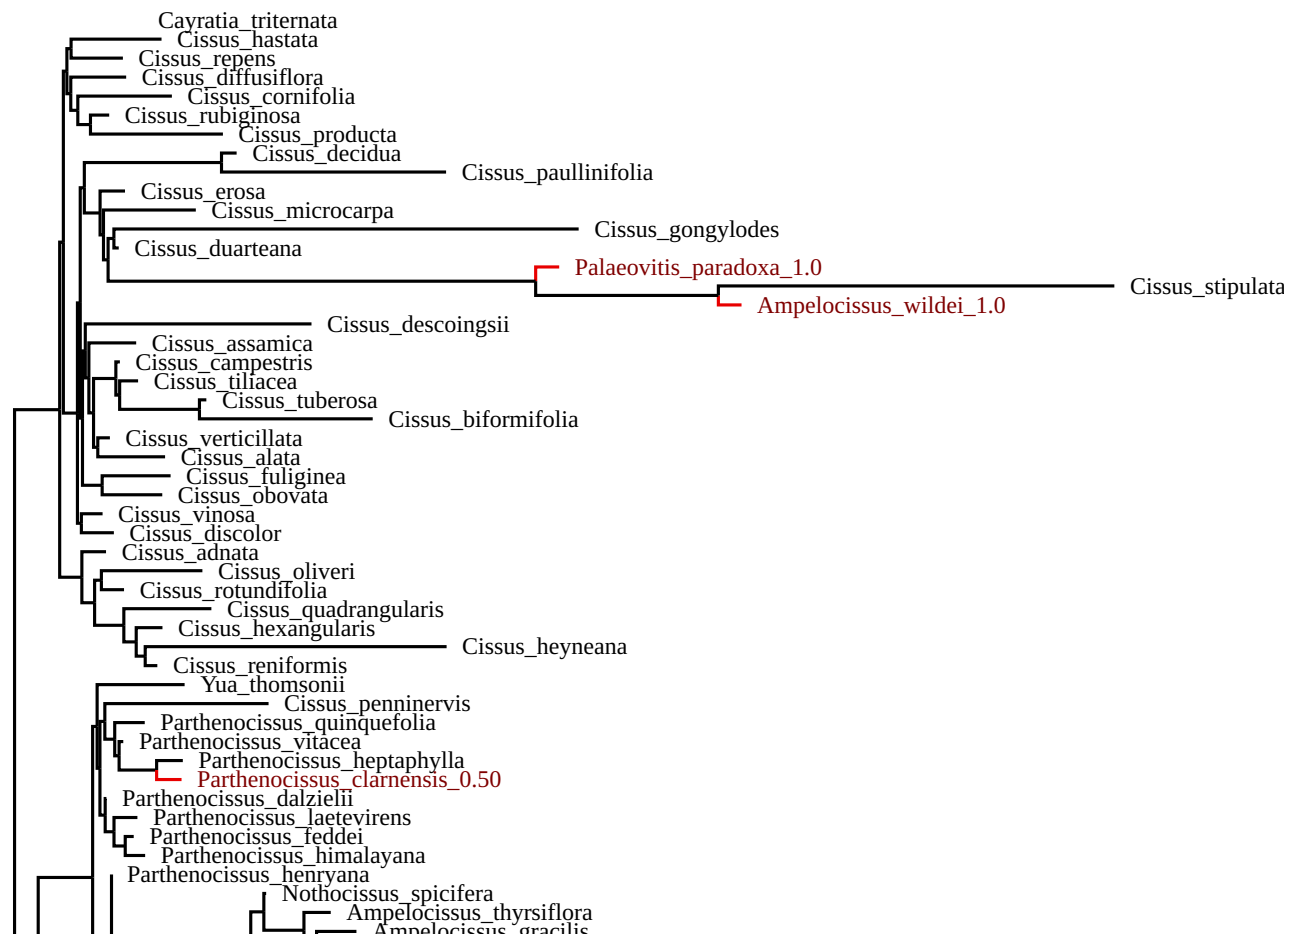 Cayratia_triternata
Cissus_hastata
Cissus_repens
Cissus_diffusiflora
Cissus_cornifolia
Cissus_rubiginosa
Cissus_producta
Cissus_decidua
Cissus_paullinifolia
Cissus_erosa
Cissus_microcarpa
Cissus_gongylodes
Cissus_duarteana
Palaeovitis_paradoxa_1.0
Cissus_stipulata
Ampelocissus_wildei_1.0
Cissus_descoingsii
Cissus_assamica
Cissus_campestris
Cissus_tiliacea
Cissus_tuberosa
Cissus_biformifolia
Cissus_verticillata
Cissus_alata
Cissus_fuliginea
Cissus_obovata
Cissus_vinosa
Cissus_discolor
Cissus_adnata
Cissus_oliveri
Cissus_rotundifolia
Cissus_quadrangularis
Cissus_hexangularis
Cissus_heyneana
Cissus_reniformis
Yua_thomsonii
Cissus_penninervis
Parthenocissus_quinquefolia
Parthenocissus_vitacea
Parthenocissus_heptaphylla
Parthenocissus_clarnensis_0.50
Parthenocissus_dalzielii
Parthenocissus_laetevirens
Parthenocissus_feddei
Parthenocissus_himalayana
Parthenocissus_henryana
Nothocissus_spicifera
Ampelocissus_thyrsiflora
Ampelocissus_gracilis